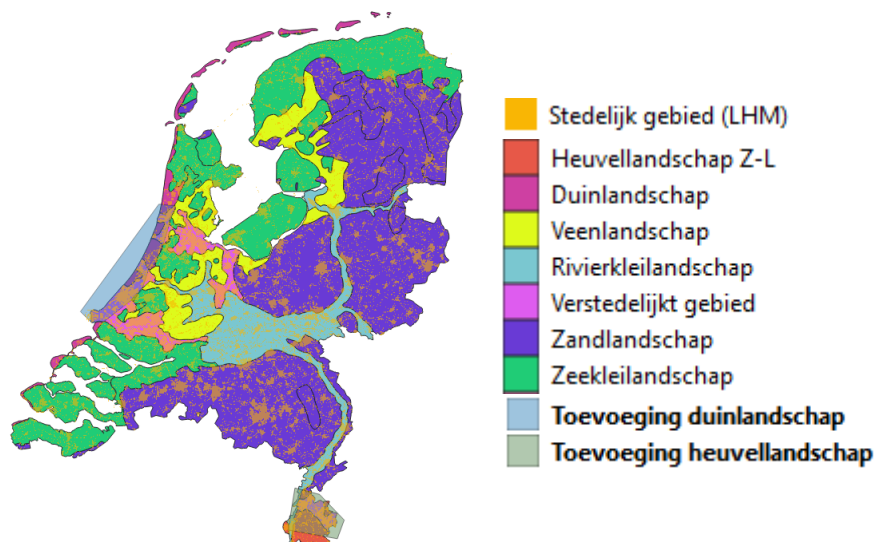 Stedelijk gebied (LHM)
Heuvellandschap Z-L
Duinlandschap
Veenlandschap
Rivierkleilandschap
Verstedelijkt gebied
Zandlandschap
Zeekleilandschap
Toevoeging duinlandschap
Toevoeging heuvellandschap